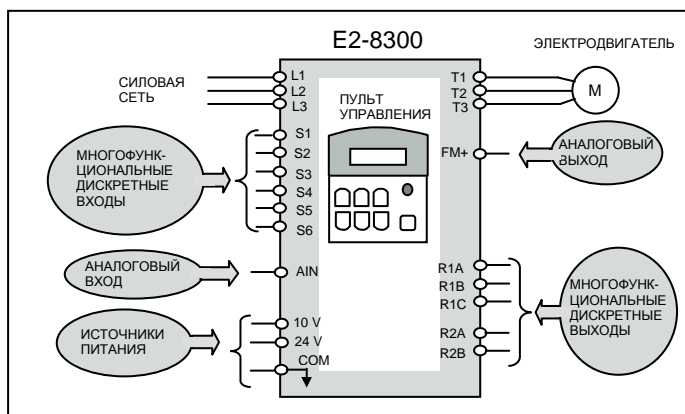 E2-8300
ЭЛЕКТРОДВИГАТЕЛЬ
СИЛОВАЯ
СЕТЬ
L1
L2
L3
ПУЛЬТ
УПРАВЛЕНИЯ
T1
T2
T3
M
МНОГОФУНК-
ЦИОНАЛЬНЫЕ
ДИСКРЕТНЫЕ
ВХОДЫ
S1
S2
S3
S4
S5
S6
FM+
АНАЛОГОВЫЙ
ВЫХОД
АНАЛОГОВЫЙ
ВХОД
AIN
R1A
R1B
R1C
R2A
R2B
МНОГОФУНК-
ЦИОНАЛЬНЫЕ
ДИСКРЕТНЫЕ
ВЫХОДЫ
ИСТОЧНИКИ
ПИТАНИЯ
10 V
24 V
COM